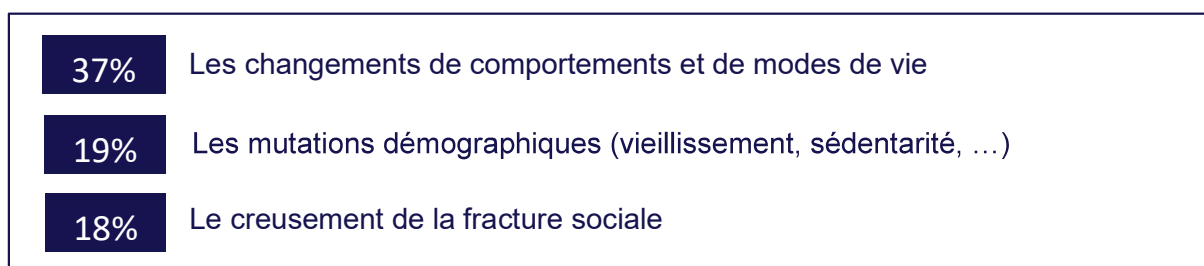 37% Les changements de comportements et de modes de vie
19% Les mutations démographiques (vieillissement, sédentarité, …)
18% Le creusement de la fracture sociale